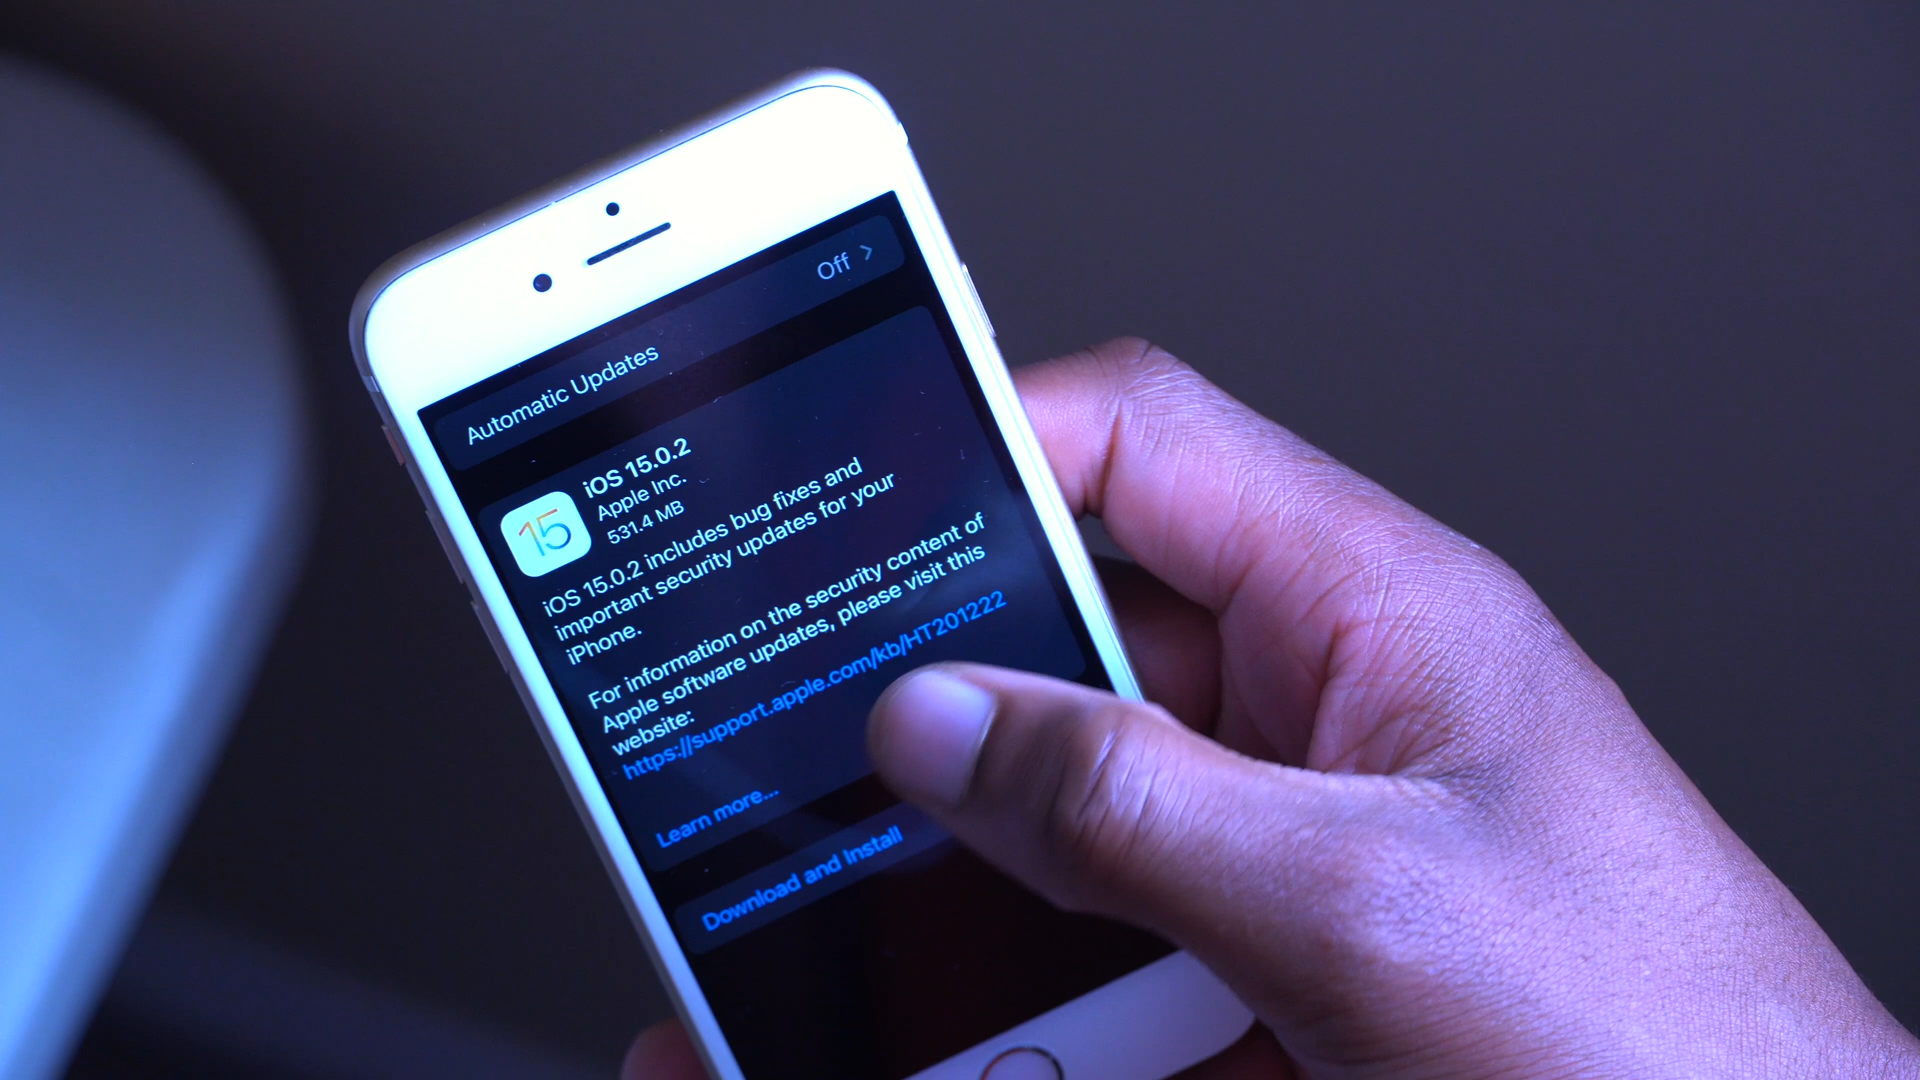 Automatic Updates Off
15
iOS 15.0.2
Apple Inc.
531.4 MB
iOS 15.0.2 includes bug fixes and
important security updates for your
iPhone.
For information on the security content of
Apple software updates, please visit this
website:
https://support.apple.com/kb/HT201222
Learn more...
Download and Install